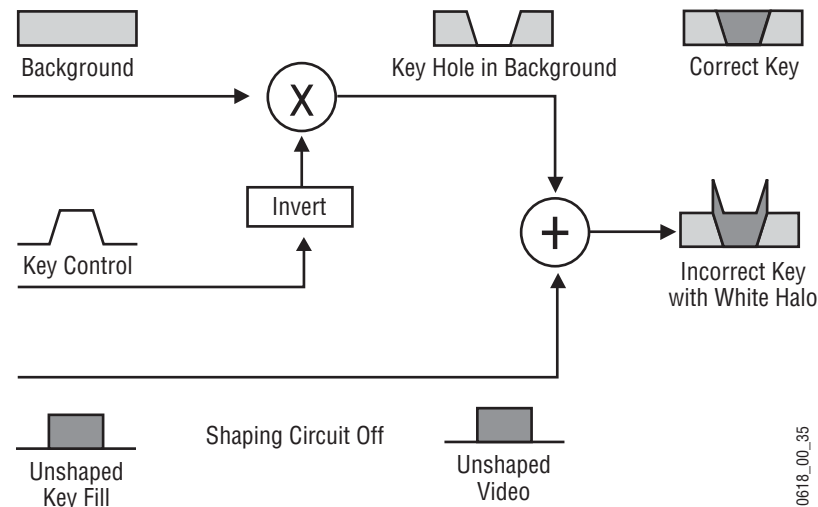 Background
Key Hole in Background
Correct Key
X
Invert
Key Control
+
Incorrect Key
with White Halo
Shaping Circuit Off
Unshaped
Key Fill
Unshaped
Video
0618_00_35